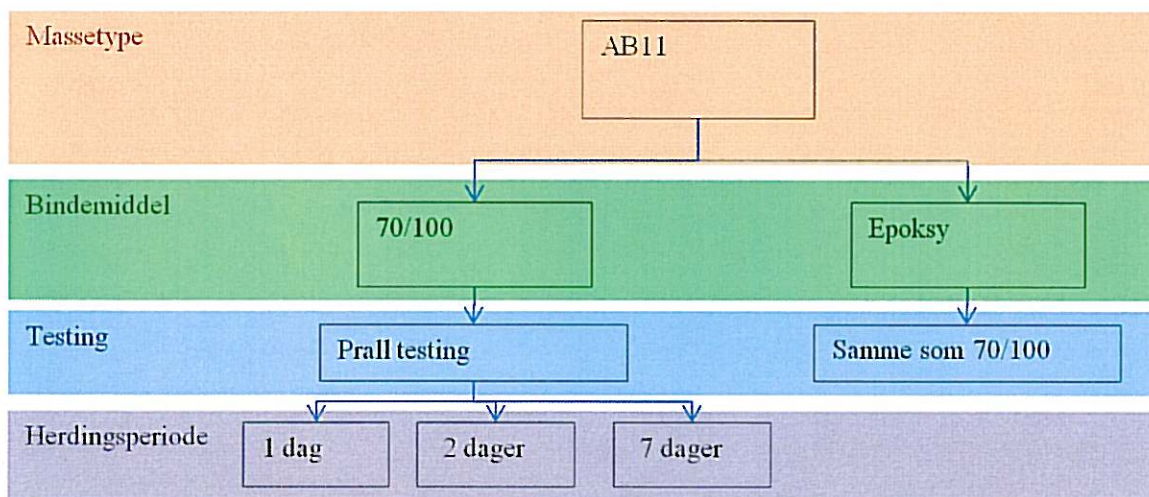 Massetype
AB11
Bindemiddel
70/100
Epoksy
Testing
Prall testing
Samme som 70/100
Herdingsperiode
1 dag
2 dager
7 dager